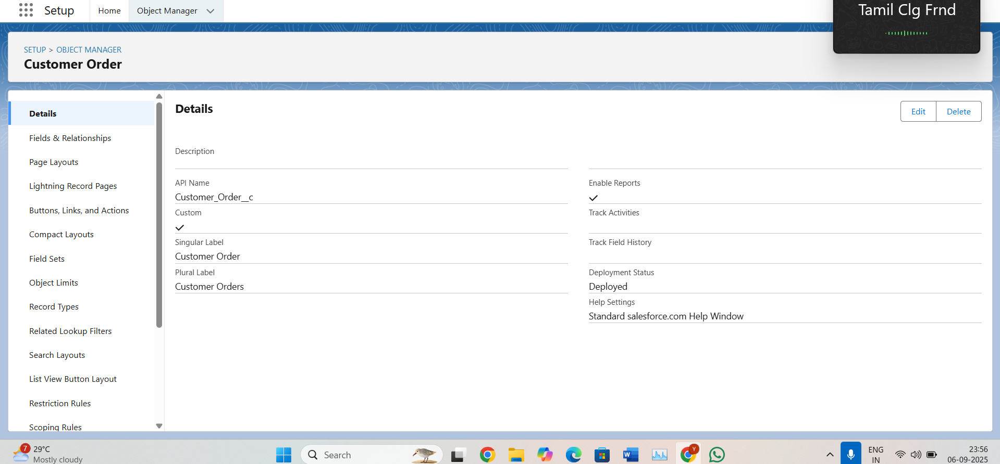 Setup
Home
Object Manager
Tamil Clg Frnd
SETUP > OBJECT MANAGER
Customer Order
Details
Fields & Relationships
Page Layouts
Lightning Record Pages
Buttons, Links, and Actions
Compact Layouts
Field Sets
Object Limits
Record Types
Related Lookup Filters
Search Layouts
List View Button Layout
Restriction Rules
Scoping Rules
Details
Edit
Delete
Description
API Name
Customer_Order__c
Custom
Singular Label
Customer Order
Plural Label
Customer Orders
Enable Reports
Track Activities
Track Field History
Deployment Status
Deployed
Help Settings
Standard salesforce.com Help Window
7
29°C
Mostly cloudy
Search
W
Y
ENG
IN
23:56
06-09-2025